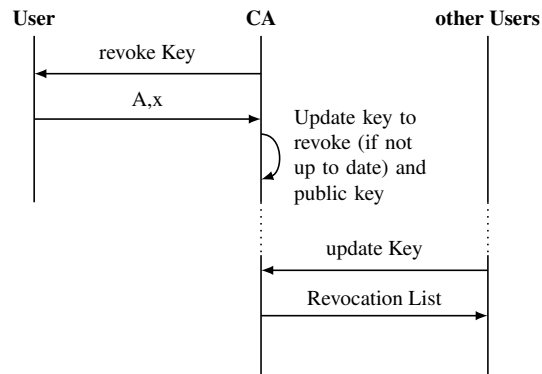 User CA other Users
revoke Key
A,x
Update key to
revoke (if not
up to date) and
public key
update Key
Revocation List